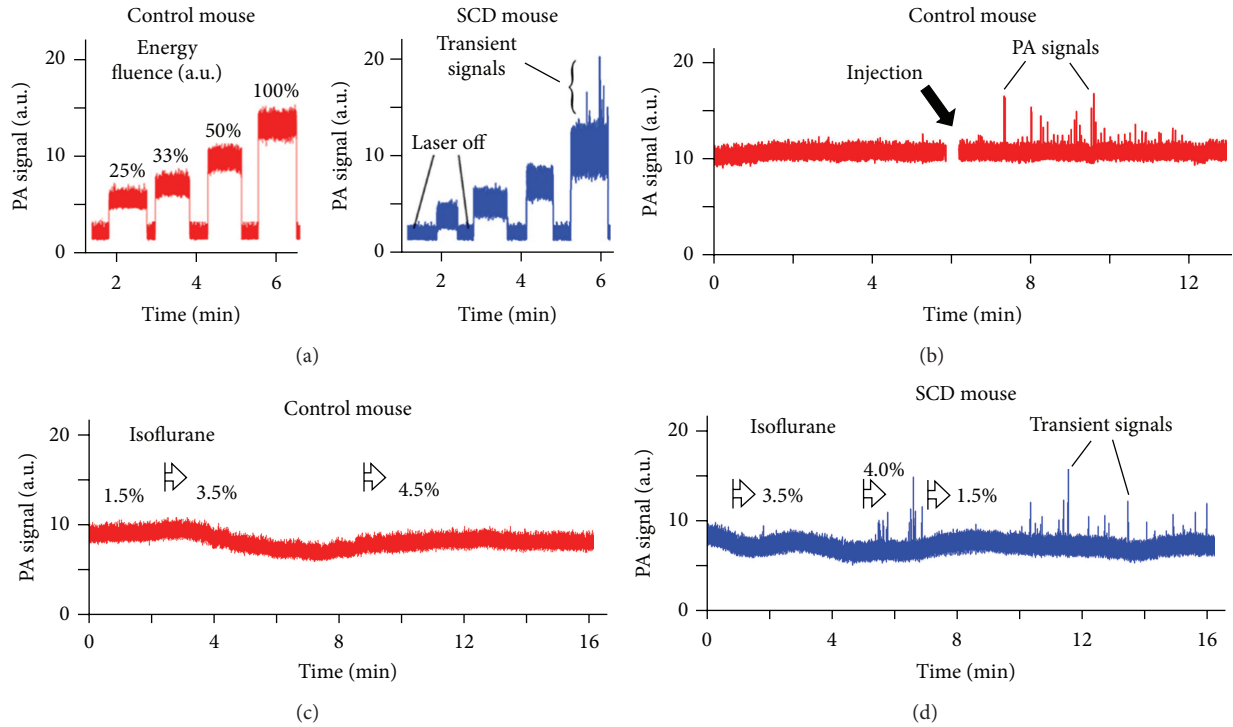 Control mouse
Energy
fluence (a.u.)
25%
33%
50%
100%
PA signal (a.u.)
20
10
0
2
4
6
Time (min)
SCD mouse
Transient
signals
Laser off
PA signal (a.u.)
20
10
0
2
4
6
Time (min)
(a)
Control mouse
Injection
PA signals
PA signal (a.u.)
20
10
0
0
4
8
12
Time (min)
(b)
Control mouse
Isoflurane
1.5%
3.5%
4.5%
PA signal (a.u.)
20
10
0
0
4
8
12
16
Time (min)
(c)
SCD mouse
Isoflurane
3.5%
4.0%
1.5%
Transient signals
PA signal (a.u.)
20
10
0
0
4
8
12
16
Time (min)
(d)